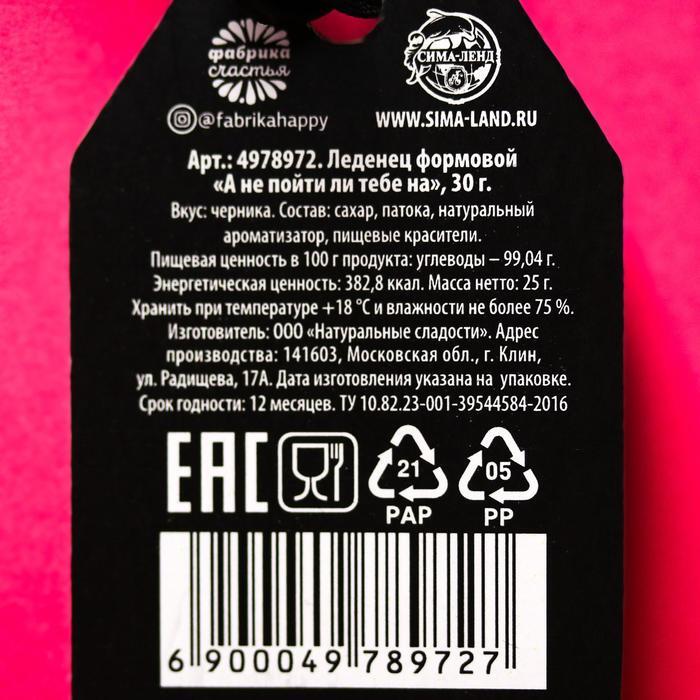 фабрика
счастья
СИМА-ЛЕНД
@fabrikahappy
WWW.SIMA-LAND.RU
Арт.: 4978972. Леденец формовой
«А не пойти ли тебе на», 30 г.
Вкус: черника. Состав: сахар, патока, натуральный
ароматизатор, пищевые красители.
Пищевая ценность в 100 г продукта: углеводы – 99,04 г.
Энергетическая ценность: 382,8 ккал. Масса нетто: 25 г.
Хранить при температуре +18 °С и влажности не более 75 %.
Изготовитель: ООО «Натуральные сладости». Адрес
производства: 141603, Московская обл., г. Клин,
ул. Радищева, 17А. Дата изготовления указана на упаковке.
Срок годности: 12 месяцев. ТУ 10.82.23-001-39544584-2016
EAC
21
05
PAP
PP
6 900049 789727